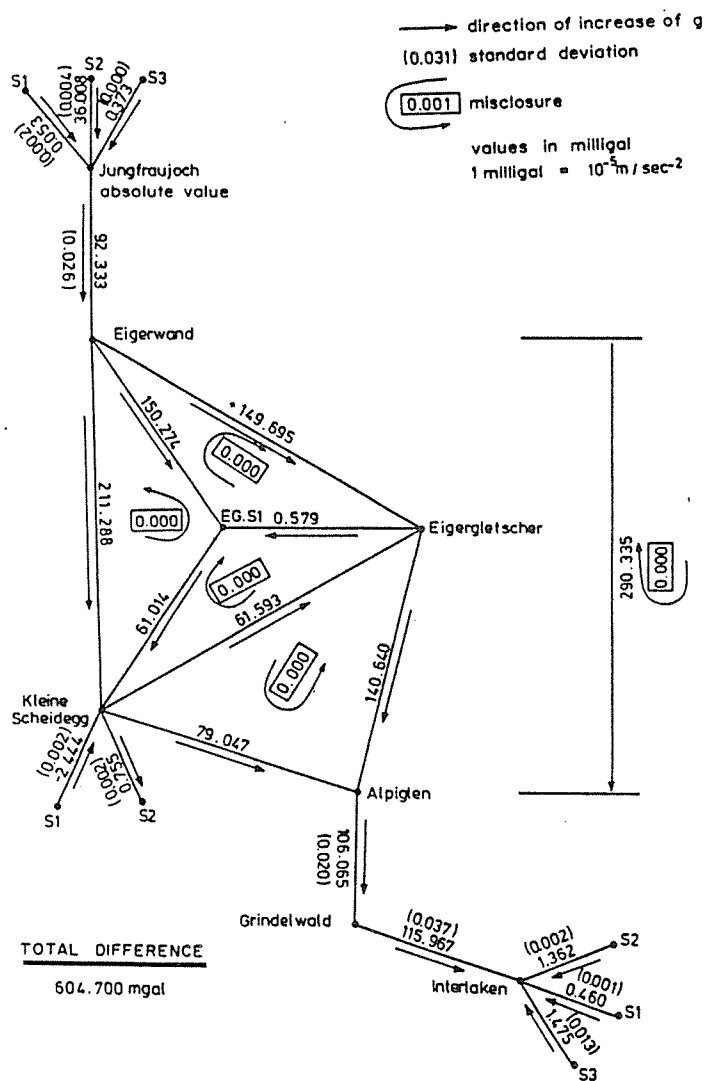 direction of increase of g
(0.031) standard deviation
0.001 misclosure
values in milligal
1 milligal = 10⁻⁵m/sec⁻²
S1
S2
S3
(0.002)
0.053
(0.004)
36.008
(0.000)
0.373
Jungfraujoch
absolute value
92.333
(0.026)
Eigerwand
150.274
149.695
0.000
211.288
0.000
EG.S1
0.579
Eigergletscher
290.335
0.000
0.000
61.014
61.593
0.000
140.640
Kleine
Scheidegg
79.047
(0.002)
-2.444
0.755
(0.002)
S1
S2
Alpiglen
106.065
(0.020)
Grindelwald
(0.037)
115.967
Interlaken
(0.002)
1.362
S2
(0.001)
0.460
S1
(0.013)
1.475
S3
TOTAL DIFFERENCE
604.700 mgal